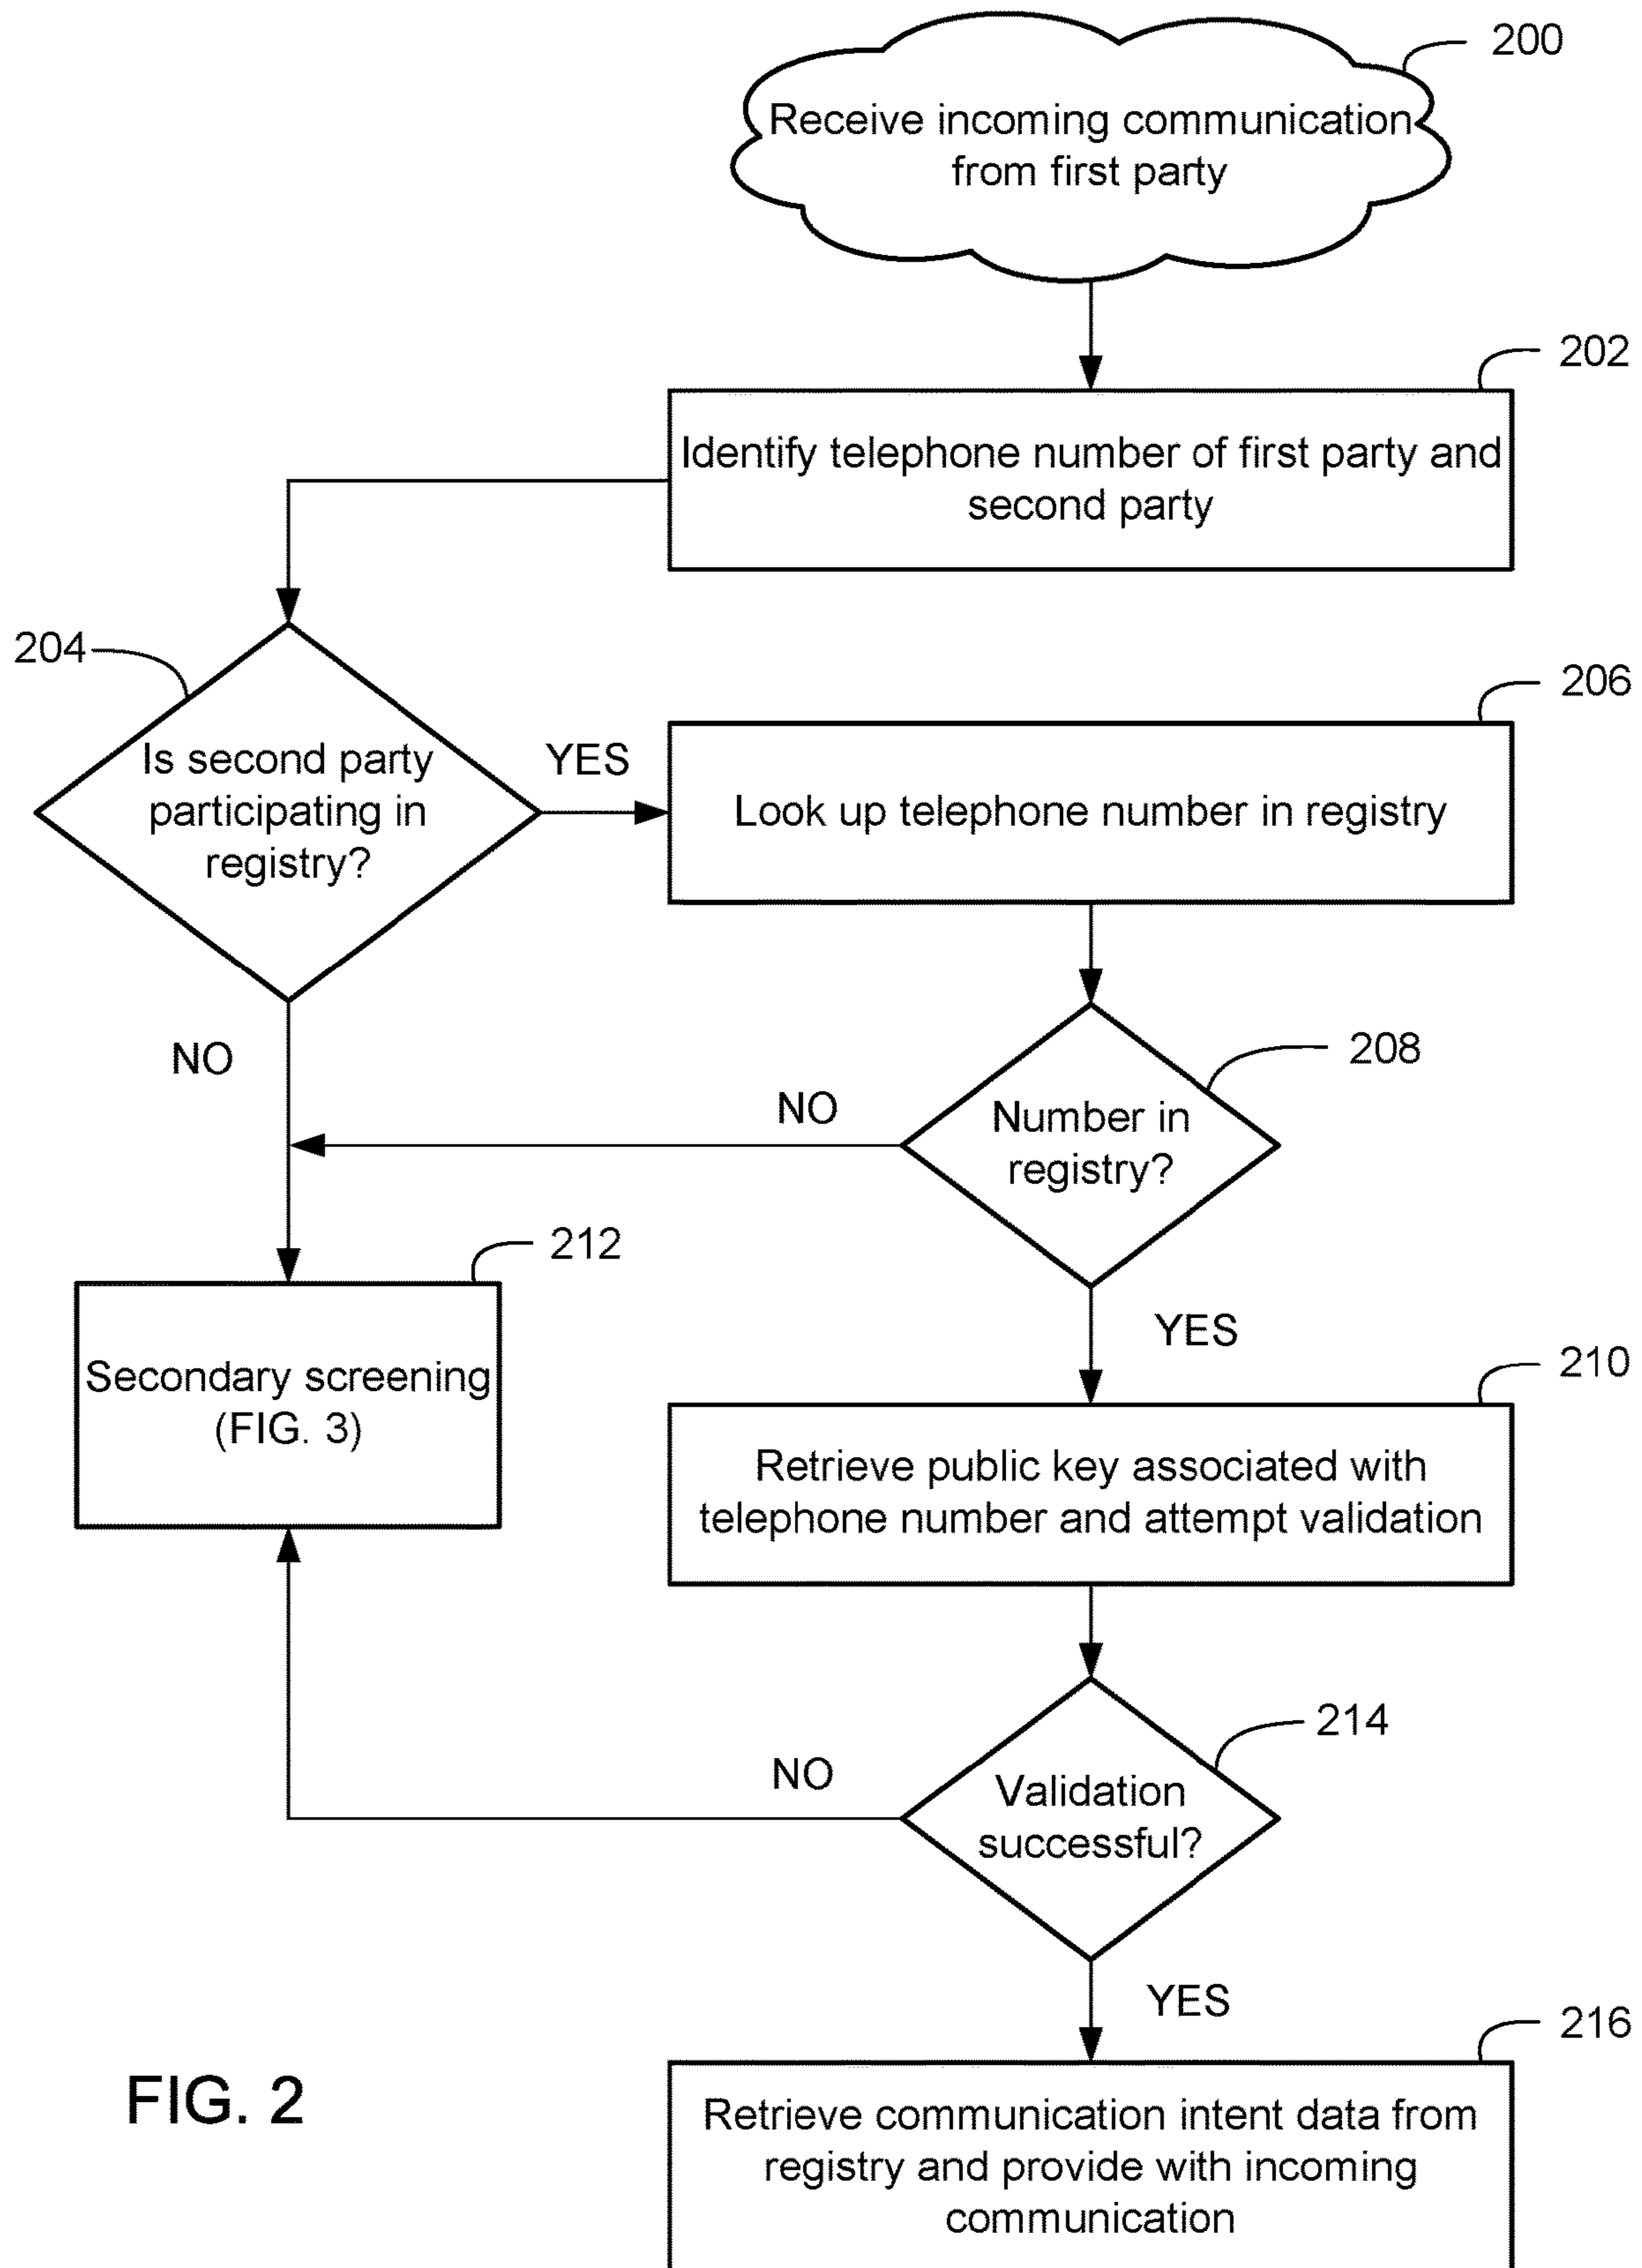 200
Receive incoming communication
from first party
202
Identify telephone number of first party and
second party
204
Is second party
participating in
registry?
YES
206
Look up telephone number in registry
NO
208
Number in
registry?
NO
212
Secondary screening
(FIG. 3)
YES
210
Retrieve public key associated with
telephone number and attempt validation
214
Validation
successful?
NO
YES
216
Retrieve communication intent data from
registry and provide with incoming
communication
FIG. 2